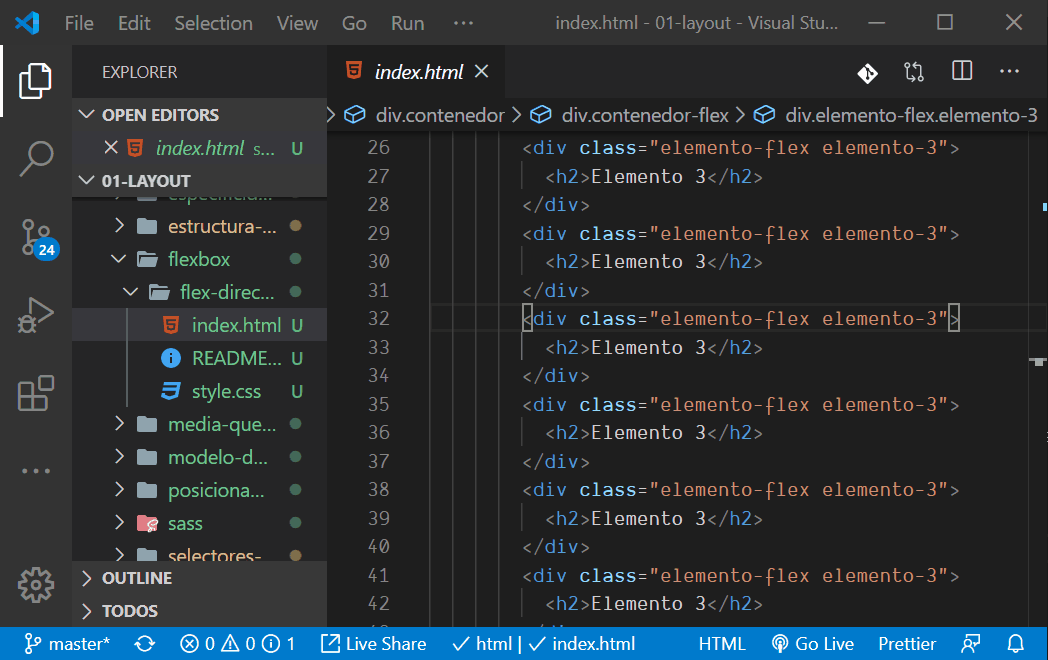 File Edit Selection View Go Run ··· index.html - 01-layout - Visual Stu...
EXPLORER
OPEN EDITORS
index.html s... U
01-LAYOUT
estructura-...
flexbox
flex-direc...
index.html U
README... U
style.css U
media-que...
modelo-d...
posiciona...
sass
selectores-
OUTLINE
TODOS
24
index.html
div.contenedor > div.contenedor-flex > div.elemento-flex.elemento-3
26 <div class="elemento-flex elemento-3">
27 <h2>Elemento 3</h2>
28 </div>
29 <div class="elemento-flex elemento-3">
30 <h2>Elemento 3</h2>
31 </div>
32 <div class="elemento-flex elemento-3">
33 <h2>Elemento 3</h2>
34 </div>
35 <div class="elemento-flex elemento-3">
36 <h2>Elemento 3</h2>
37 </div>
38 <div class="elemento-flex elemento-3">
39 <h2>Elemento 3</h2>
40 </div>
41 <div class="elemento-flex elemento-3">
42 <h2>Elemento 3</h2>
master* 0 0 1 Live Share html | index.html HTML Go Live Prettier